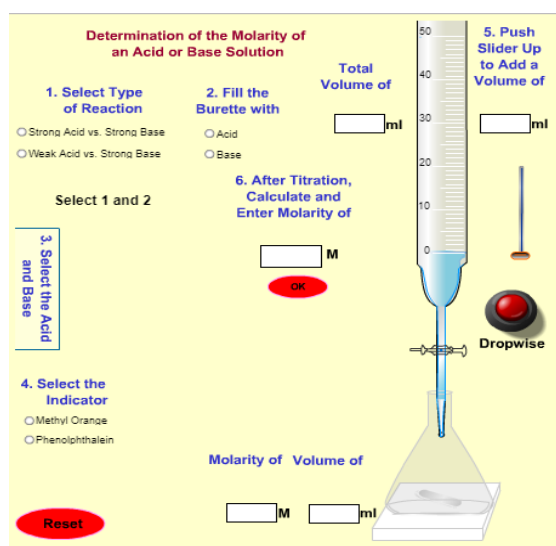 Determination of the Molarity of
an Acid or Base Solution
1. Select Type
of Reaction
Strong Acid vs. Strong Base
Weak Acid vs. Strong Base
2. Fill the
Burette with
Acid
Base
Total
Volume of
ml
50
40
30
20
10
0
5. Push
Slider Up
to Add a
Volume of
ml
Select 1 and 2
6. After Titration,
Calculate and
Enter Molarity of
M
OK
3. Select the Acid
and Base
Dropwise
4. Select the
Indicator
Methyl Orange
Phenolphthalein
Molarity of Volume of
M ml
Reset